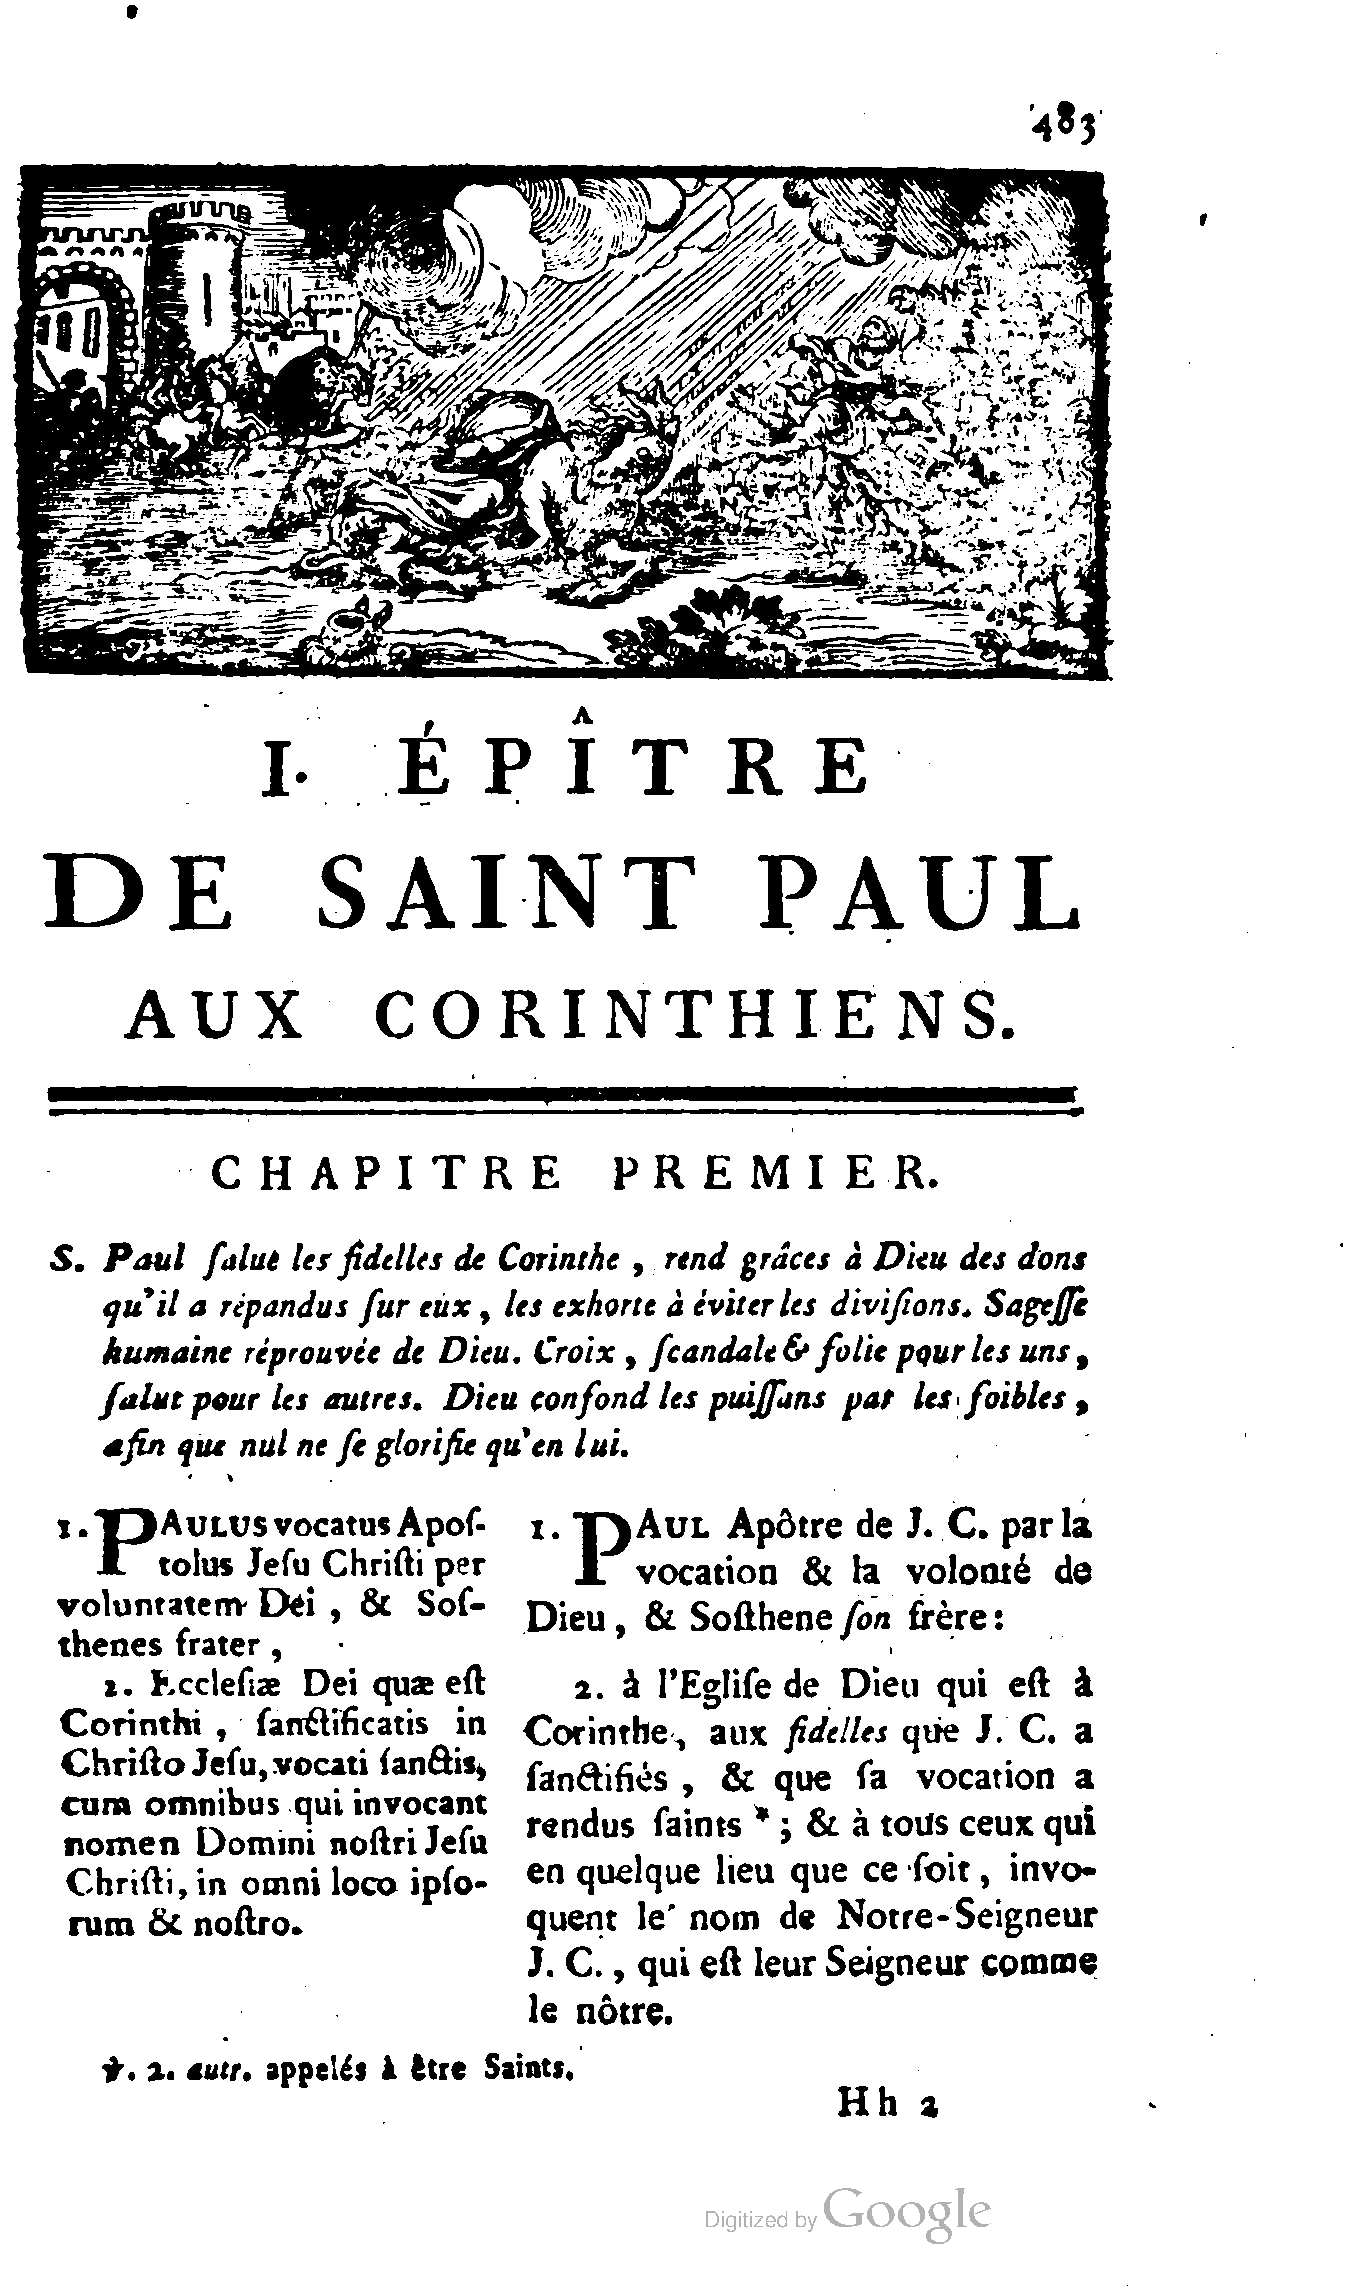 483
I. ÉPÎTRE
DE SAINT PAUL
AUX CORINTHIENS.
CHAPITRE PREMIER.
S. Paul ſalue les fidelles de Corinthe , rend grâces à Dieu des dons
qu'il a répandus ſur eux , les exhorte à éviter les diviſions. Sageſſe
humaine réprouvée de Dieu. Croix , ſcandale & folie pour les uns ,
ſalut pour les autres. Dieu confond les puiſſans par les foibles ,
afin que nul ne ſe glorifie qu'en lui.
1. PAULUS vocatus Apoſ-
tolus Jeſu Chriſti per
voluntatem Dei , & Soſ-
thenes frater ,
2. Eccleſiæ Dei quæ eſt
Corinthi , ſanctificatis in
Chriſto Jeſu, vocati ſanctis,
cum omnibus qui invocant
nomen Domini noſtri Jeſu
Chriſti, in omni loco ipſo-
rum & noſtro.
1. PAUL Apôtre de J. C. par la
vocation & la volonté de
Dieu , & Soſthene ſon frère :
2. à l'Egliſe de Dieu qui eſt à
Corinthe , aux fidelles que J. C. a
ſanctifiés , & que ſa vocation a
rendus ſaints * ; & à tous ceux qui
en quelque lieu que ce ſoit , invo-
quent le nom de Notre-Seigneur
J. C. , qui eſt leur Seigneur comme
le nôtre.
℣. 2. autr. appelés à être Saints.
Hh 2
Digitized by Google